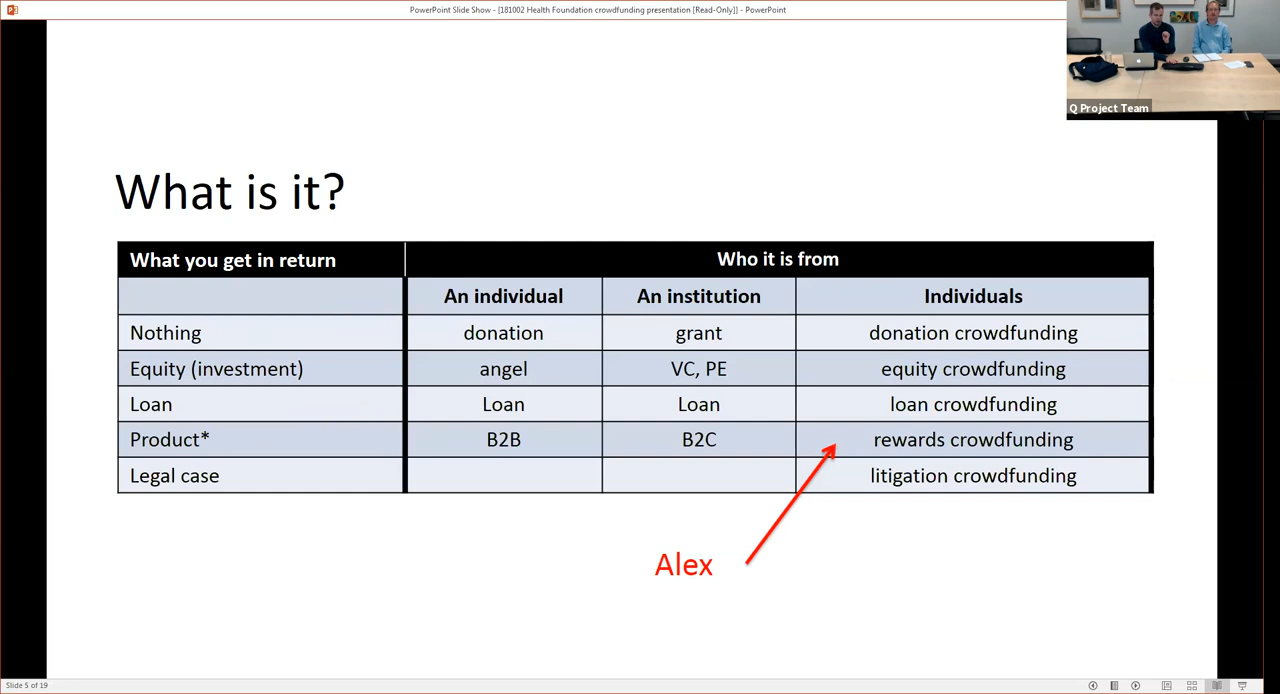 PowerPoint Slide Show - [181002 Health Foundation crowdfunding presentation [Read-Only]] - PowerPoint
Q Project Team
What is it?
What you get in return Who it is from
An individual An institution Individuals
Nothing donation grant donation crowdfunding
Equity (investment) angel VC, PE equity crowdfunding
Loan Loan Loan loan crowdfunding
Product* B2B B2C rewards crowdfunding
Legal case litigation crowdfunding
Alex
Slide 5 of 19